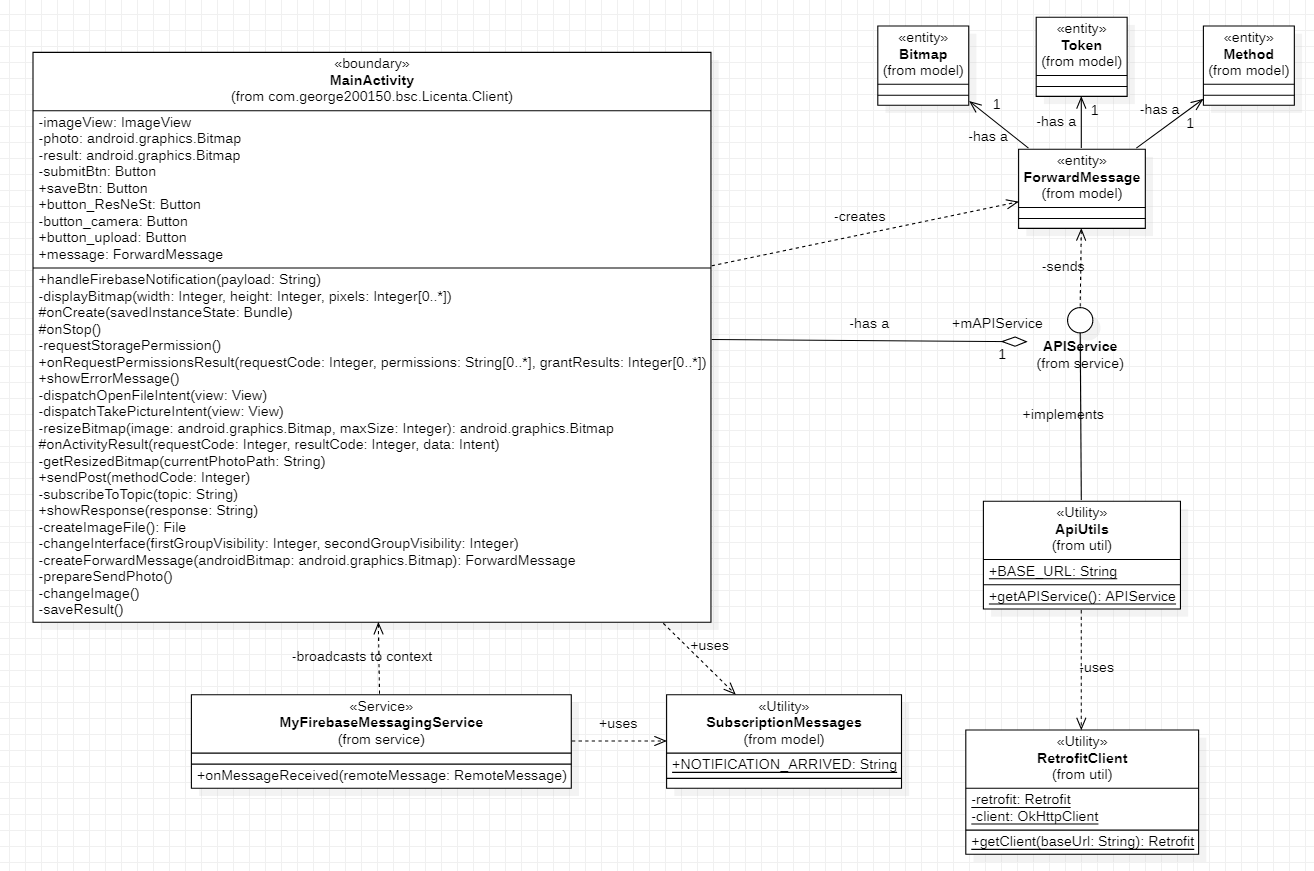 «boundary»
MainActivity
(from com.george200150.bsc.Licenta.Client)
-imageView: ImageView
-photo: android.graphics.Bitmap
-result: android.graphics.Bitmap
-submitBtn: Button
+saveBtn: Button
+button_ResNeSt: Button
-button_camera: Button
+button_upload: Button
+message: ForwardMessage
+handleFirebaseNotification(payload: String)
-displayBitmap(width: Integer, height: Integer, pixels: Integer[0..*])
#onCreate(savedInstanceState: Bundle)
#onStop()
-requestStoragePermission()
+onRequestPermissionsResult(requestCode: Integer, permissions: String[0..*], grantResults: Integer[0..*])
+showErrorMessage()
-dispatchOpenFileIntent(view: View)
-dispatchTakePictureIntent(view: View)
-resizeBitmap(image: android.graphics.Bitmap, maxSize: Integer): android.graphics.Bitmap
#onActivityResult(requestCode: Integer, resultCode: Integer, data: Intent)
-getResizedBitmap(currentPhotoPath: String)
+sendPost(methodCode: Integer)
-subscribeToTopic(topic: String)
+showResponse(response: String)
-createImageFile(): File
-changeInterface(firstGroupVisibility: Integer, secondGroupVisibility: Integer)
-createForwardMessage(androidBitmap: android.graphics.Bitmap): ForwardMessage
-prepareSendPhoto()
-changeImage()
-saveResult()
«entity»
Bitmap
(from model)
«entity»
Token
(from model)
«entity»
Method
(from model)
1
-has a
1
-has a
-has a
1
«entity»
ForwardMessage
(from model)
-creates
-sends
-has a
+mAPIService
1
APIService
(from service)
+implements
«Utility»
ApiUtils
(from util)
+BASE_URL: String
+getAPIService(): APIService
-uses
«Utility»
RetrofitClient
(from util)
-retrofit: Retrofit
-client: OkHttpClient
+getClient(baseUrl: String): Retrofit
-broadcasts to context
+uses
«Service»
MyFirebaseMessagingService
(from service)
+onMessageReceived(remoteMessage: RemoteMessage)
+uses
«Utility»
SubscriptionMessages
(from model)
+NOTIFICATION_ARRIVED: String